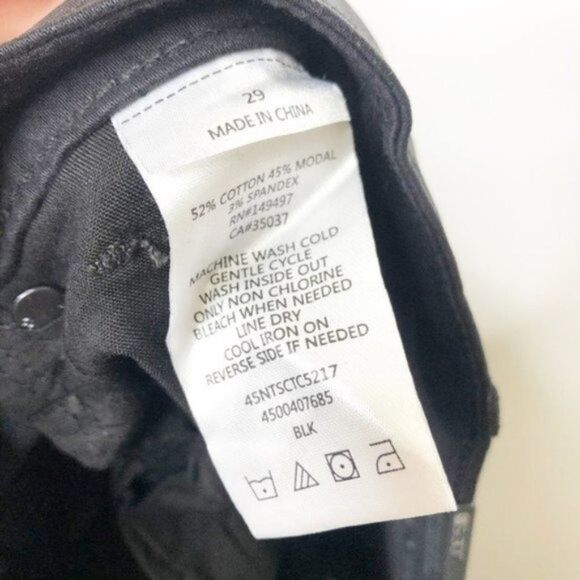 29
MADE IN CHINA
52% COTTON 45% MODAL
3% SPANDEX
RN#149497
CA#35037
MACHINE WASH COLD
GENTLE CYCLE
WASH INSIDE OUT
ONLY NON CHLORINE
BLEACH WHEN NEEDED
LINE DRY
COOL IRON ON
REVERSE SIDE IF NEEDED
45NTSCTC5217
4500407685
BLK